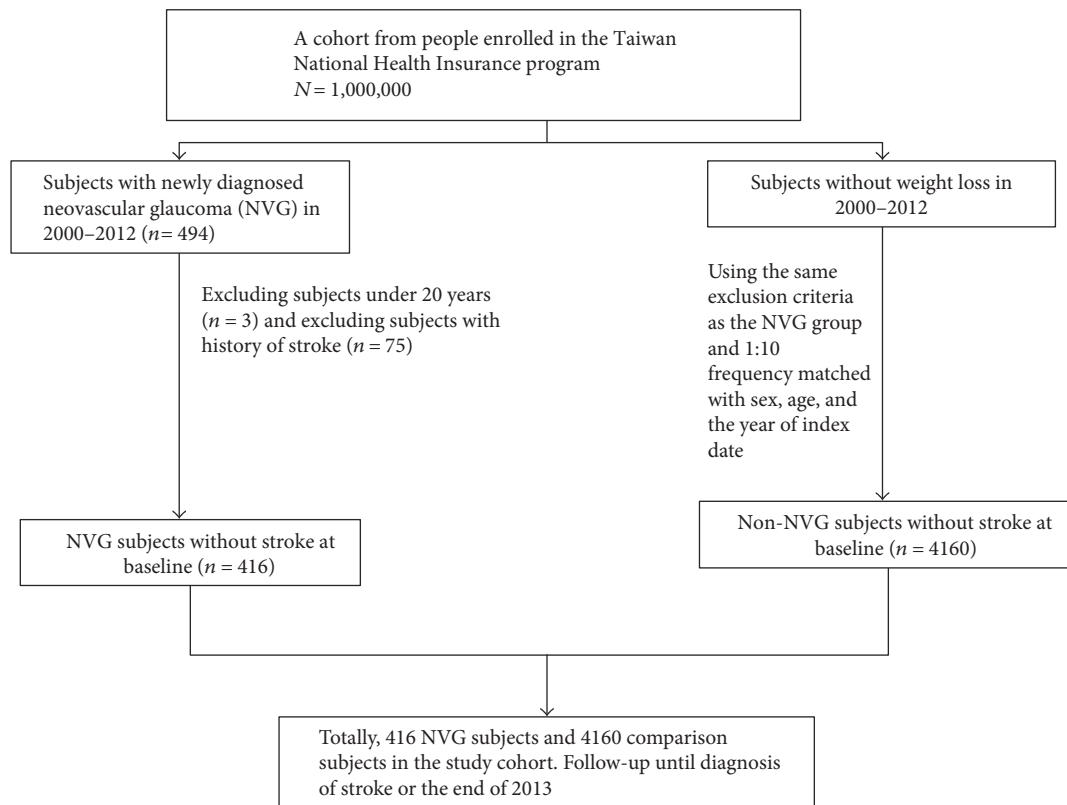 A cohort from people enrolled in the Taiwan
National Health Insurance program
N = 1,000,000
Subjects with newly diagnosed
neovascular glaucoma (NVG) in
2000–2012 (n = 494)
Subjects without weight loss in
2000–2012
Excluding subjects under 20 years
(n = 3) and excluding subjects with
history of stroke (n = 75)
Using the same
exclusion criteria
as the NVG group
and 1:10
frequency matched
with sex, age, and
the year of index
date
NVG subjects without stroke at
baseline (n = 416)
Non-NVG subjects without stroke at
baseline (n = 4160)
Totally, 416 NVG subjects and 4160 comparison
subjects in the study cohort. Follow-up until diagnosis
of stroke or the end of 2013